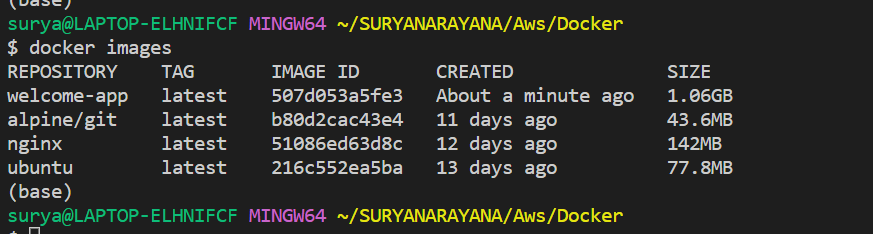 (base)
surya@LAPTOP-ELHNIFCF MINGW64 ~/SURYANARAYANA/Aws/Docker
$ docker images
REPOSITORY    TAG       IMAGE ID       CREATED              SIZE
welcome-app   latest    507d053a5fe3   About a minute ago   1.06GB
alpine/git    latest    b80d2cac43e4   11 days ago          43.6MB
nginx         latest    51086ed63d8c   12 days ago          142MB
ubuntu        latest    216c552ea5ba   13 days ago          77.8MB
(base)
surya@LAPTOP-ELHNIFCF MINGW64 ~/SURYANARAYANA/Aws/Docker
$